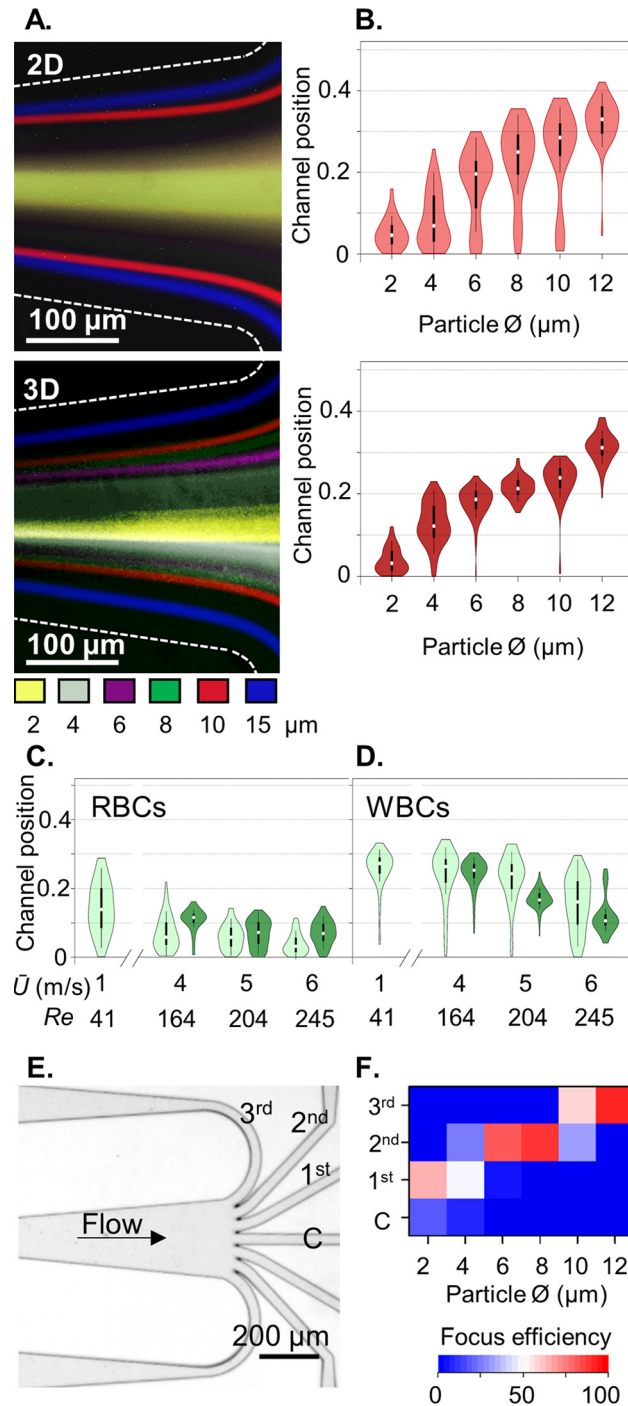 A.
2D
100 µm
3D
100 µm
2 4 6 8 10 15 µm
B.
Channel position
0.4
0.2
0
2 4 6 8 10 12
Particle Ø (µm)
Channel position
0.4
0.2
0
2 4 6 8 10 12
Particle Ø (µm)
C.
RBCs
Channel position
0.4
0.2
0
D.
WBCs
Ū (m/s) 1 // 4 5 6 1 // 4 5 6
Re 41 164 204 245 41 164 204 245
E.
3rd
2nd
1st
C
Flow
200 µm
F.
3rd
2nd
1st
C
2 4 6 8 10 12
Particle Ø (µm)
Focus efficiency
0 50 100